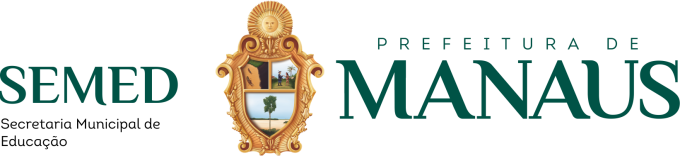 SEMED
Secretaria Municipal de
Educação
PREFEITURA DE
MANAUS